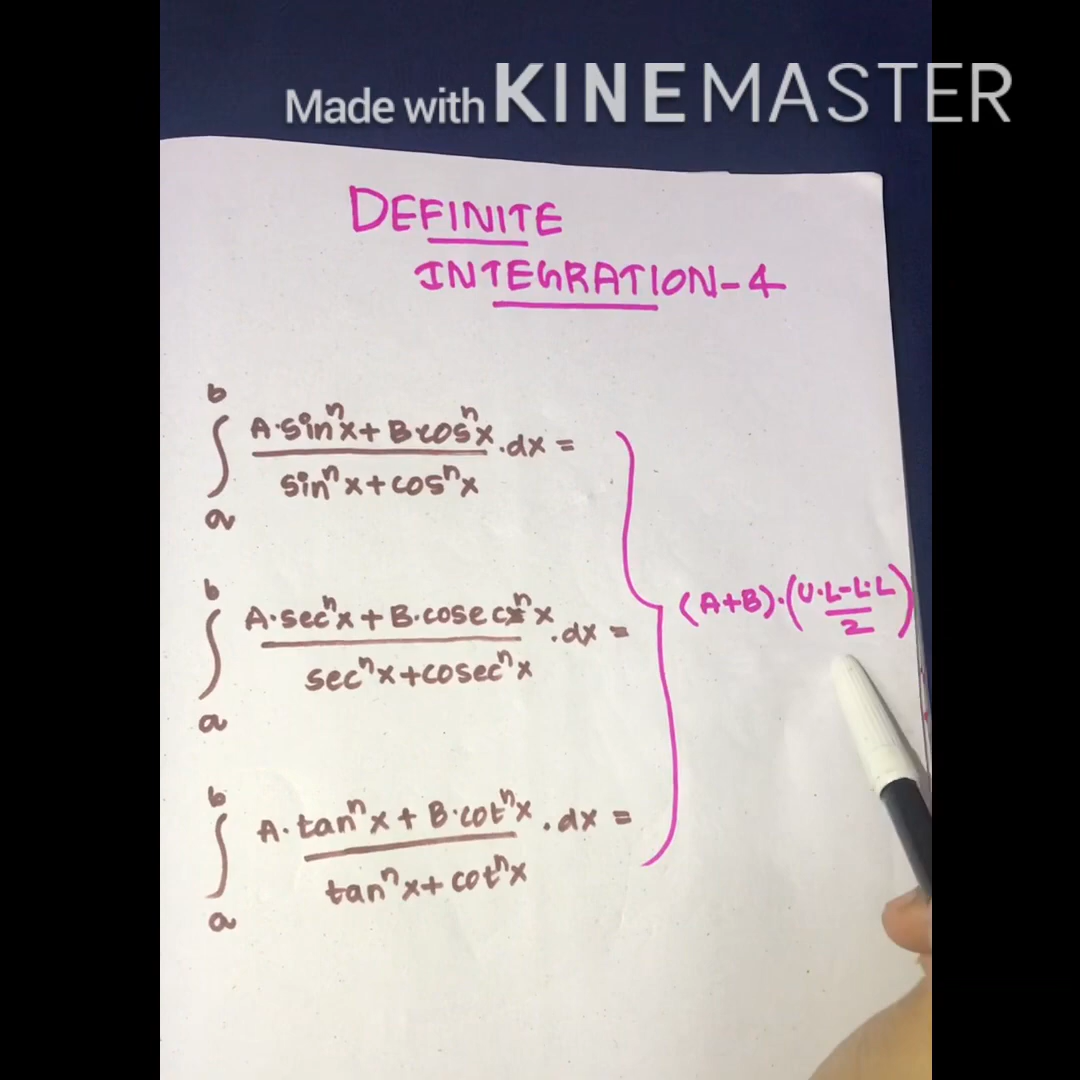 Made with KINEMASTER
DEFINITE
INTEGRATION-4
b
∫ A·sinⁿx + B·cosⁿx / sinⁿx + cosⁿx .dx =
a
b
∫ A·secⁿx + B·cosecⁿx / secⁿx + cosecⁿx .dx =
a
b
∫ A·tanⁿx + B·cotⁿx / tanⁿx + cotⁿx .dx =
a
(A+B)·(U·L-L·L / 2)